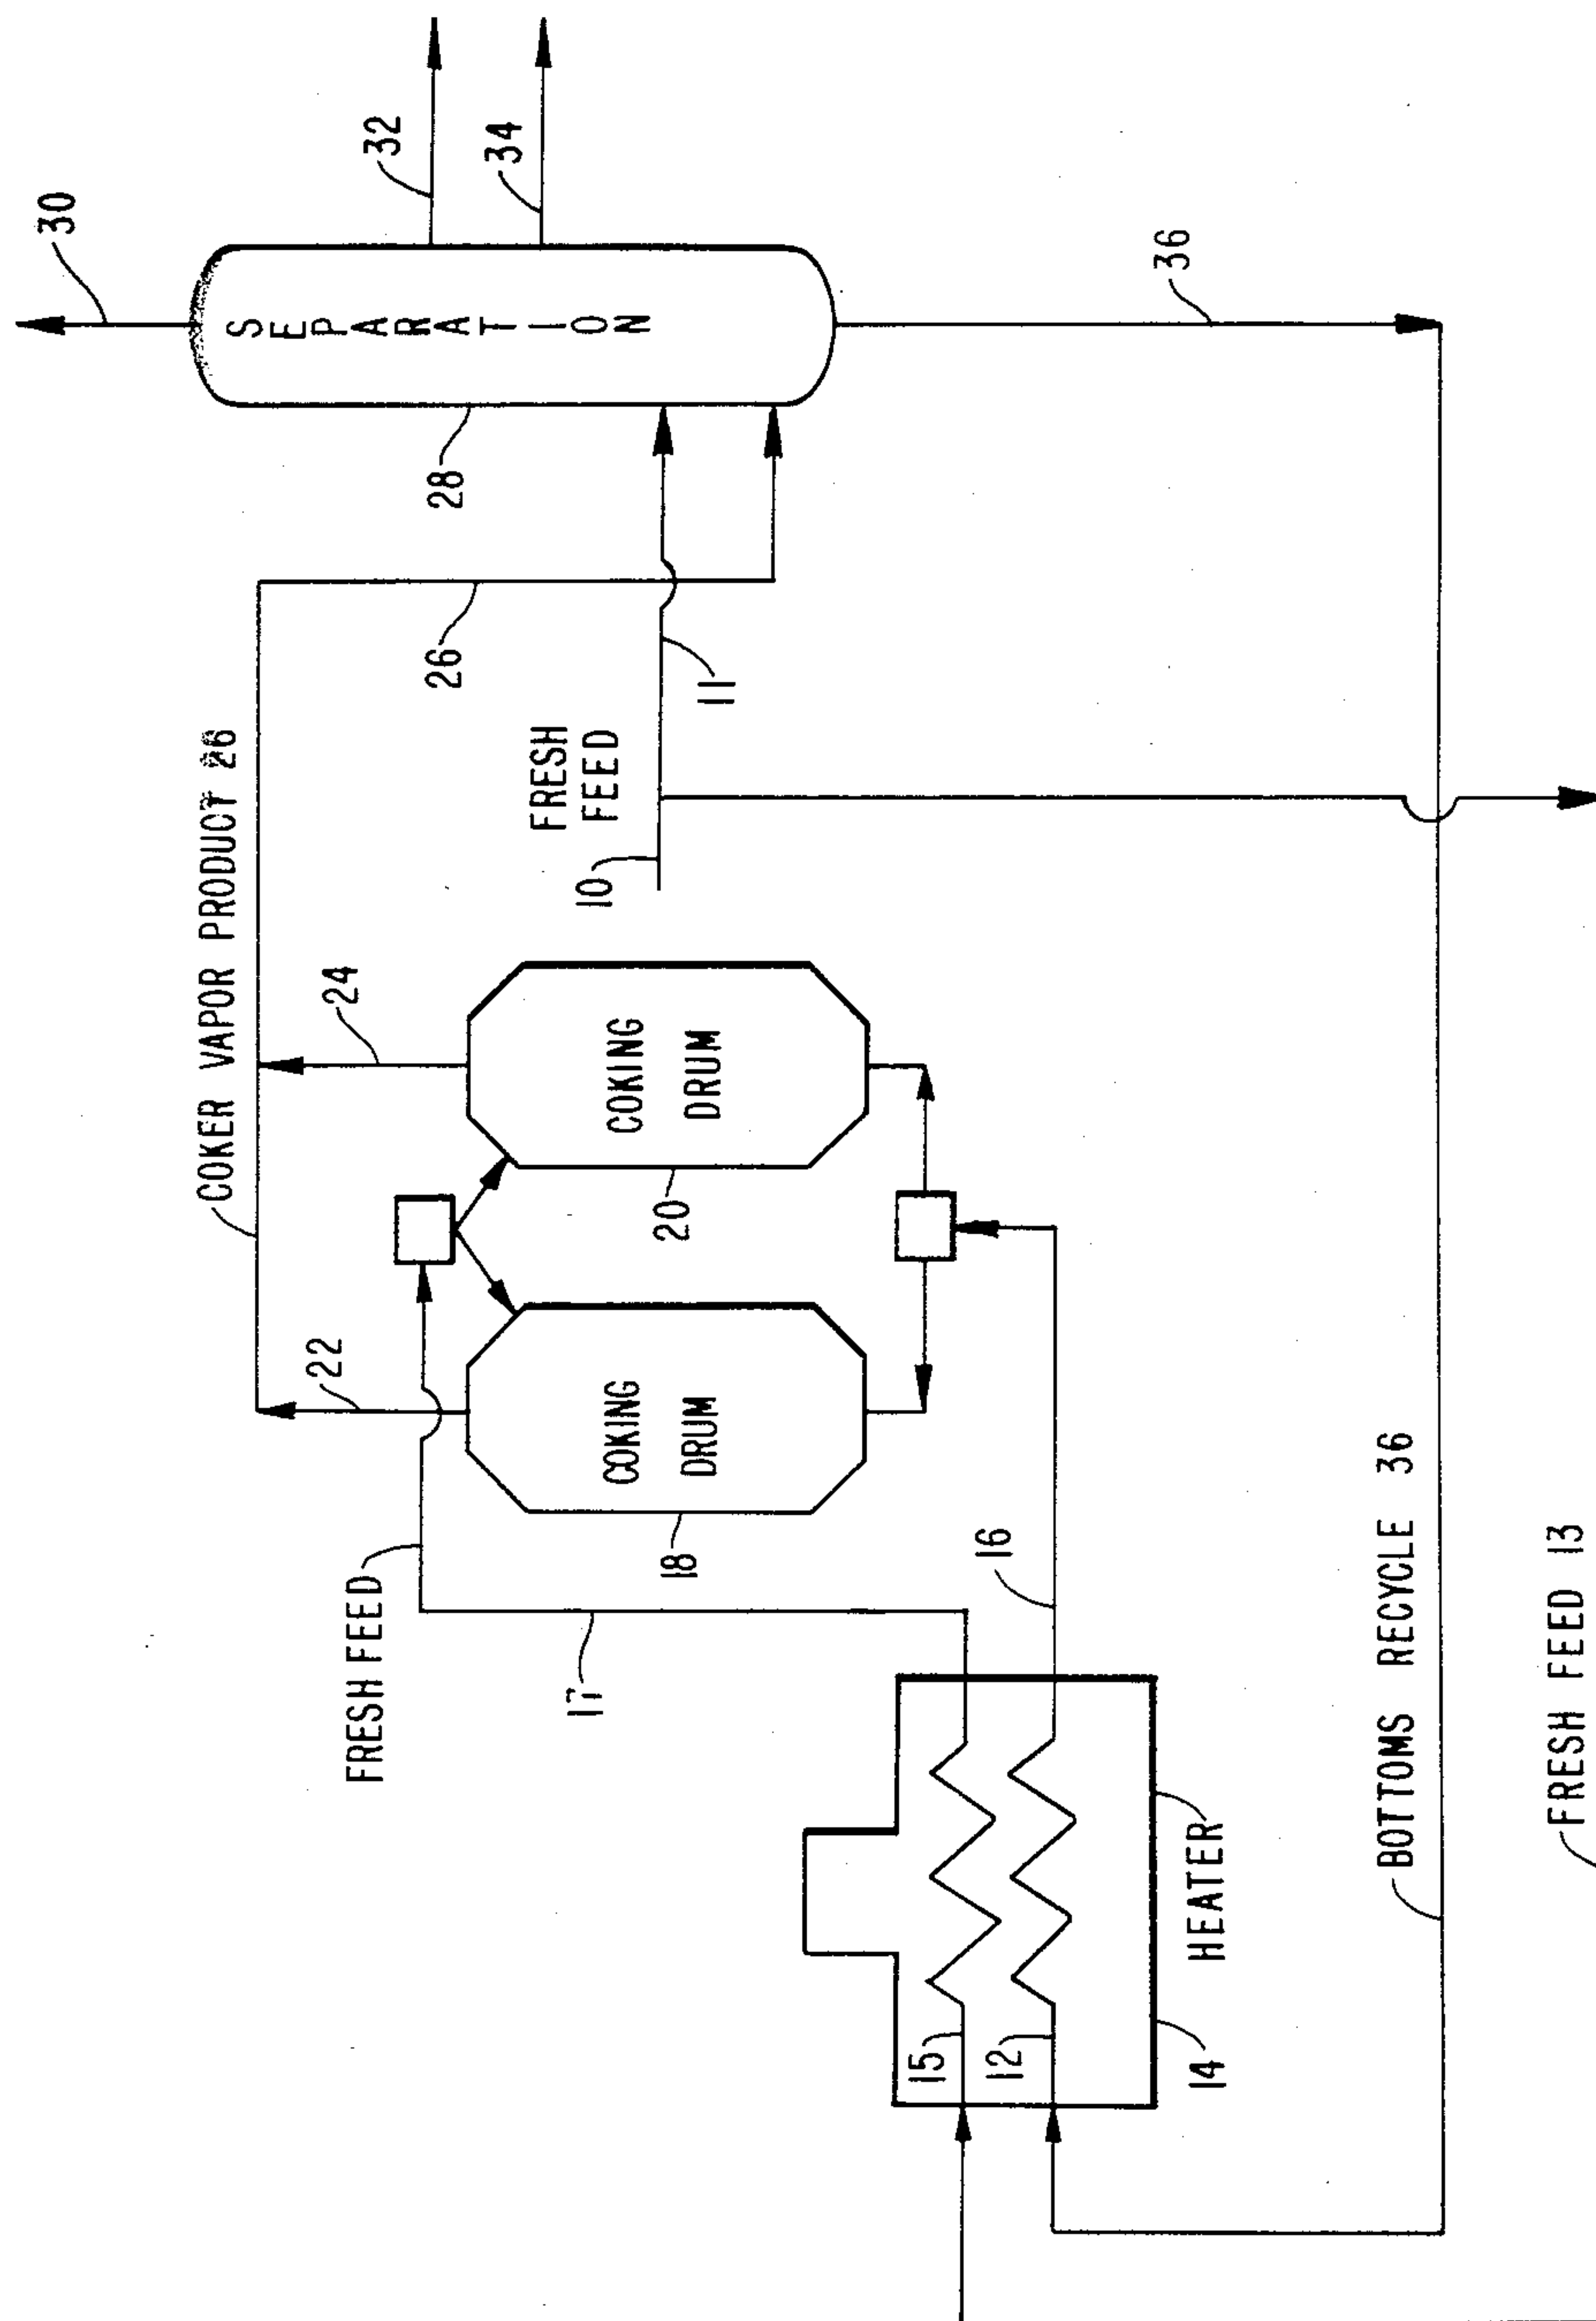 30
32
34
SEPARATION
28
36
26
11
COKER VAPOR PRODUCT 26
FRESH
FEED
10
24
22
COKING
DRUM
20
COKING
DRUM
18
FRESH FEED
17
16
15
12
HEATER
14
BOTTOMS RECYCLE 36
FRESH FEED 13